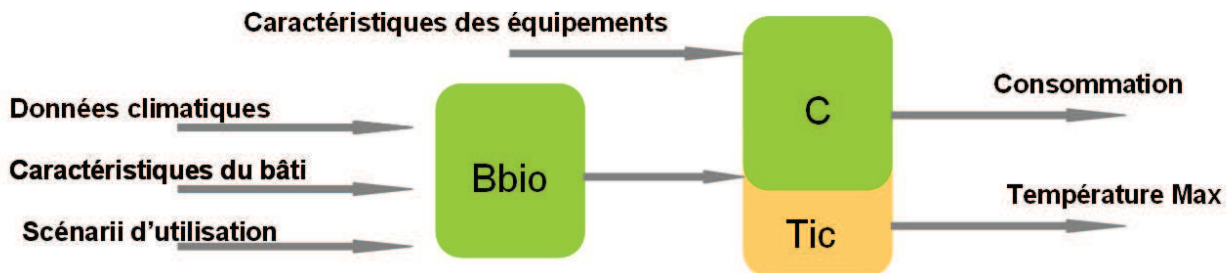 Caractéristiques des équipements
Données climatiques
Caractéristiques du bâti
Scénarii d’utilisation
Bbio
C
Tic
Consommation
Température Max